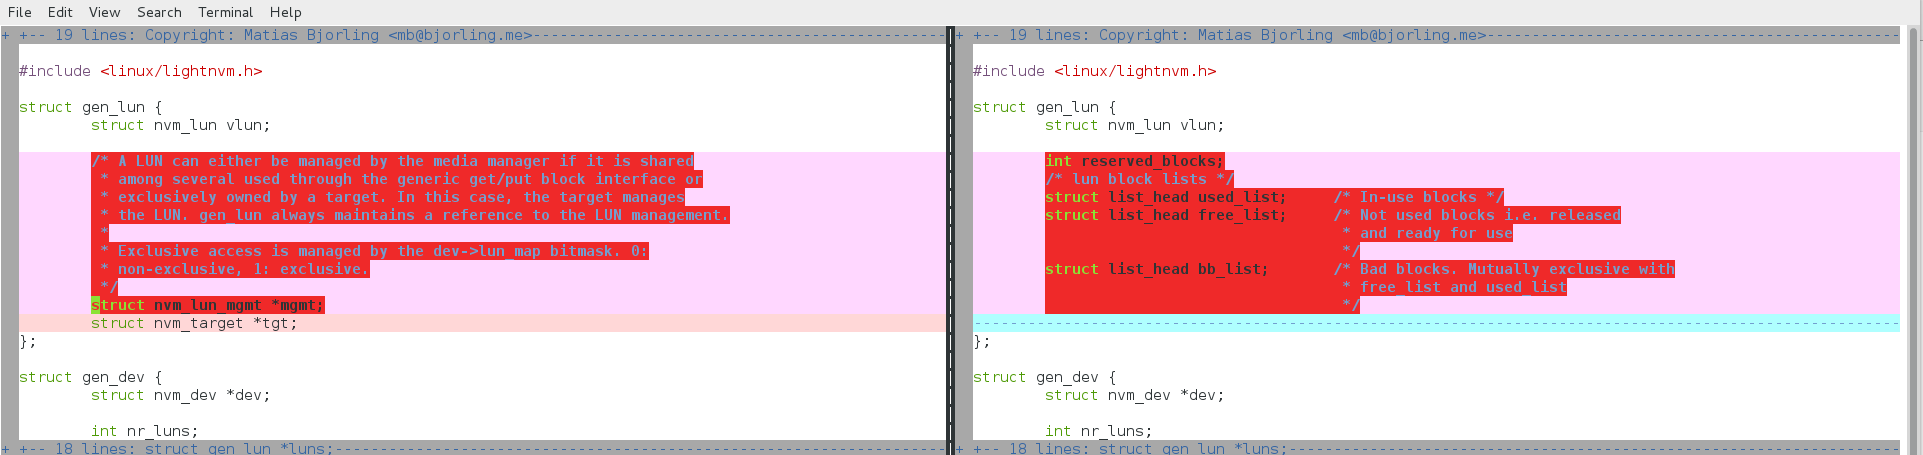 File Edit View Search Terminal Help
+ +-- 19 lines: Copyright: Matias Bjorling <mb@bjorling.me>----------------------------------------------
#include <linux/lightnvm.h>
struct gen_lun {
struct nvm_lun vlun;
/* A LUN can either be managed by the media manager if it is shared
* among several used through the generic get/put block interface or
* exclusively owned by a target. In this case, the target manages
* the LUN. gen_lun always maintains a reference to the LUN management.
*
* Exclusive access is managed by the dev->lun_map bitmask. 0:
* non-exclusive, 1: exclusive.
*/
struct nvm_lun_mgmt *mgmt;
struct nvm_target *tgt;
};
struct gen_dev {
struct nvm_dev *dev;
int nr_luns;
+ +-- 18 lines: struct gen_lun *luns;--------------------------------------------------------------------
+ +-- 19 lines: Copyright: Matias Bjorling <mb@bjorling.me>----------------------------------------------
#include <linux/lightnvm.h>
struct gen_lun {
struct nvm_lun vlun;
int reserved_blocks;
/* lun block lists */
struct list_head used_list; /* In-use blocks */
struct list_head free_list; /* Not used blocks i.e. released
* and ready for use
*/
struct list_head bb_list; /* Bad blocks. Mutually exclusive with
* free_list and used_list
*/
-------------------------------------------------------------------------------------------------------
};
struct gen_dev {
struct nvm_dev *dev;
int nr_luns;
+ +-- 18 lines: struct gen_lun *luns;--------------------------------------------------------------------